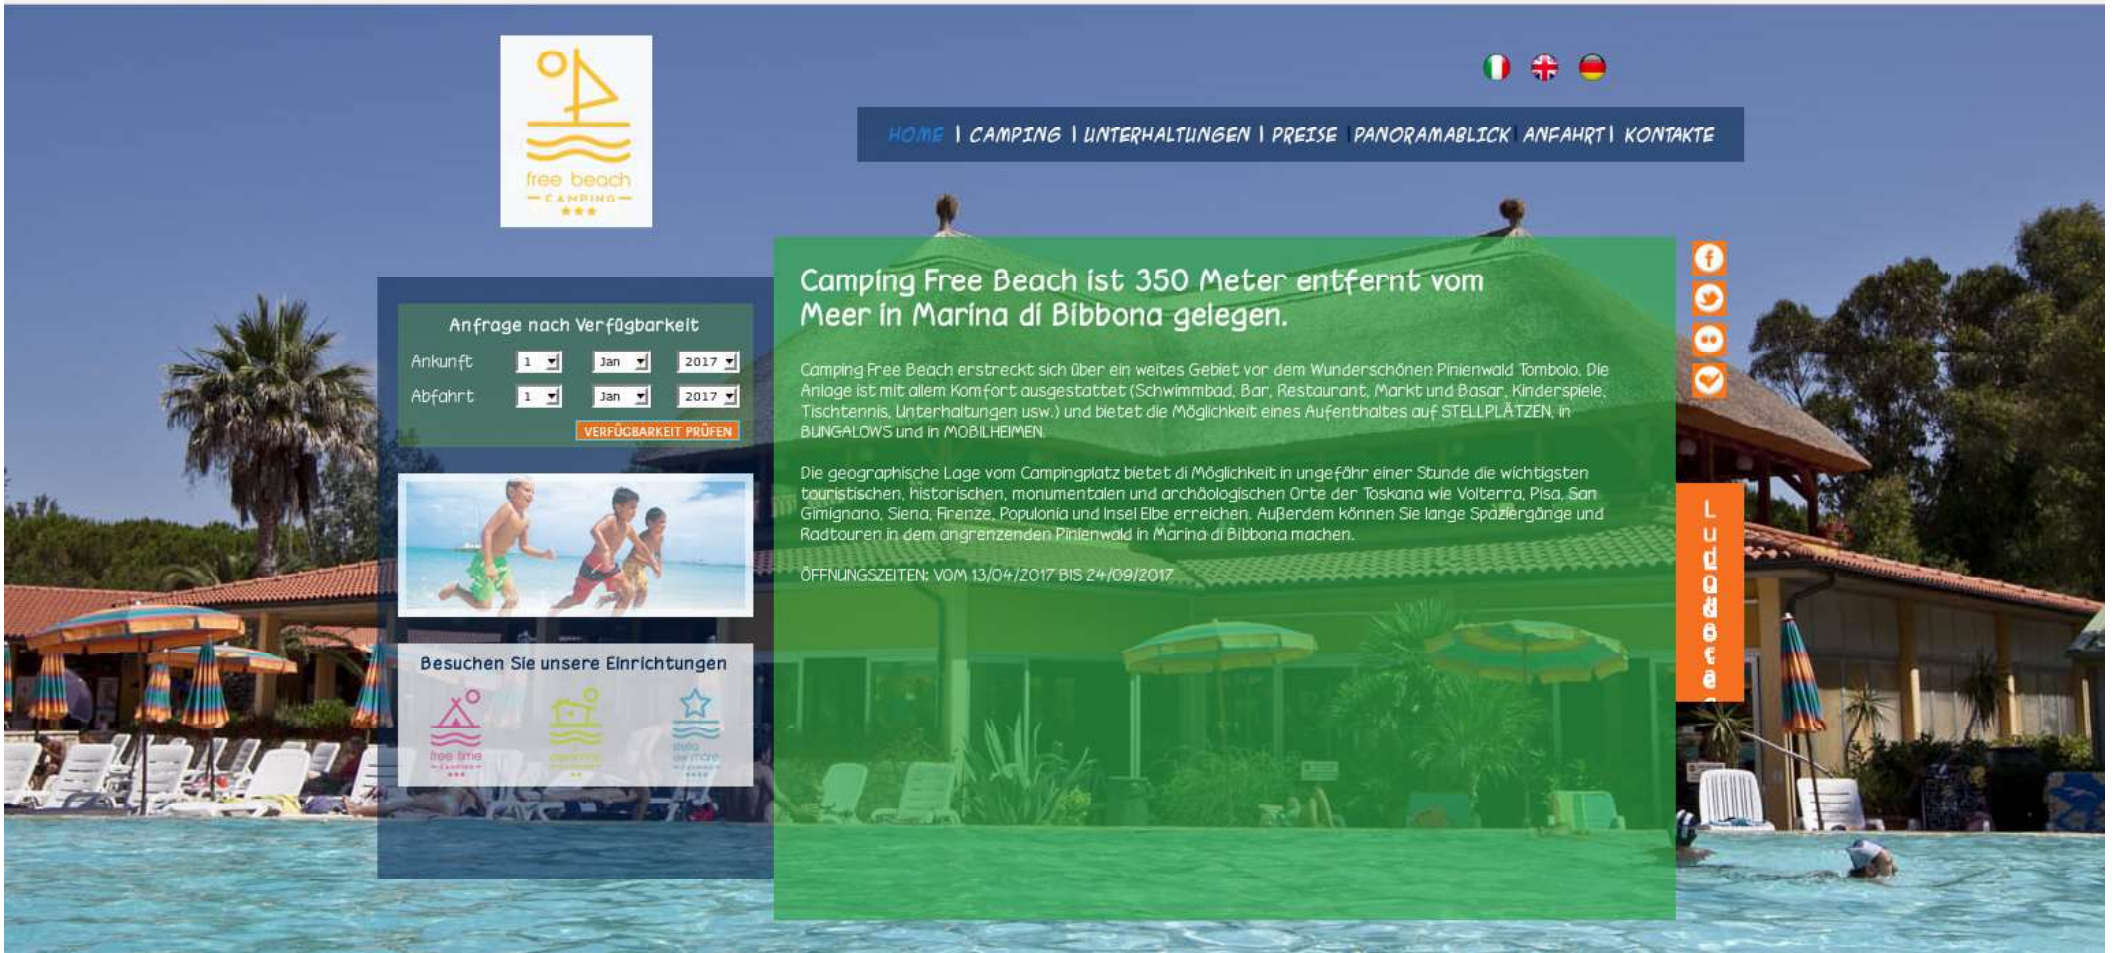 free beach
CAMPING
HOME | CAMPING | UNTERHALTUNGEN | PREISE | PANORAMABLICK | ANFAHRT | KONTAKTE
Anfrage nach Verfügbarkeit
Ankunft 1 Jan 2017
Abfahrt 1 Jan 2017
VERFÜGBARKEIT PRÜFEN
Besuchen Sie unsere Einrichtungen
free time
CAMPING
stella
del mare
CAMPING
Camping Free Beach ist 350 Meter entfernt vom
Meer in Marina di Bibbona gelegen.
Camping Free Beach erstreckt sich über ein weites Gebiet vor dem Wunderschönen Pinienwald Tombolo. Die
Anlage ist mit allem Komfort ausgestattet (Schwimmbad, Bar, Restaurant, Markt und Basar, Kinderspiele,
Tischtennis, Unterhaltungen usw.) und bietet die Möglichkeit eines Aufenthaltes auf STELLPLÄTZEN, in
BUNGALOWS und in MOBILHEIMEN.
Die geographische Lage vom Campingplatz bietet di Möglichkeit in ungefähr einer Stunde die wichtigsten
touristischen, historischen, monumentalen und archäologischen Orte der Toskana wie Volterra, Pisa, San
Gimignano, Siena, Firenze, Populonia und Insel Elbe erreichen. Außerdem können Sie lange Spaziergänge und
Radtouren in dem angrenzenden Pinienwald in Marina di Bibbona machen.
ÖFFNUNGSZEITEN: VOM 13/04/2017 BIS 24/09/2017